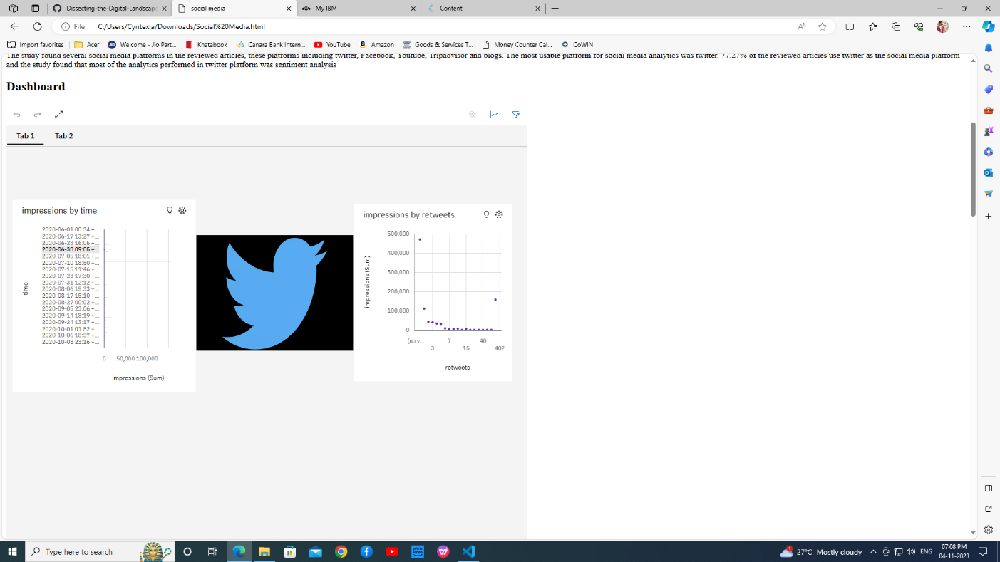 Dissecting-the-Digital-Landscape
social media
My IBM
Content
File
C:/Users/Cyntexia/Downloads/Social%20Media.html
Import favorites
Acer
Welcome - Jio Part...
Khatabook
Canara Bank Intern...
YouTube
Amazon
Goods & Services T...
Money Counter Cal...
CoWIN
The study found several social media platforms in the reviewed articles, these platforms including twitter, Facebook, Youtube, Tripadvisor and blogs. The most usable platform for social media analytics was twitter. 77.27% of the reviewed articles use twitter as the social media platform
and the study found that most of the analytics performed in twitter platform was sentiment analysis
Dashboard
Tab 1
Tab 2
impressions by time
time
2020-06-01 00:34 +...
2020-06-17 13:27 +...
2020-06-23 16:05 +...
2020-06-30 09:05 +...
2020-07-05 18:01 +...
2020-07-10 18:50 +...
2020-07-15 11:46 +...
2020-07-23 17:30 +...
2020-07-31 12:12 +...
2020-08-06 15:33 +...
2020-08-17 15:10 +...
2020-08-27 00:02 +...
2020-09-05 23:06 +...
2020-09-14 18:19 +...
2020-09-24 13:17 +...
2020-10-01 01:52 +...
2020-10-06 18:57 +...
2020-10-08 23:16 +...
0 50,000 100,000
impressions (Sum)
impressions by retweets
impressions (Sum)
500,000
400,000
300,000
200,000
100,000
0
(no v... 7 40
3 15 402
retweets
Type here to search
27°C Mostly cloudy
ENG
07:08 PM
04-11-2023